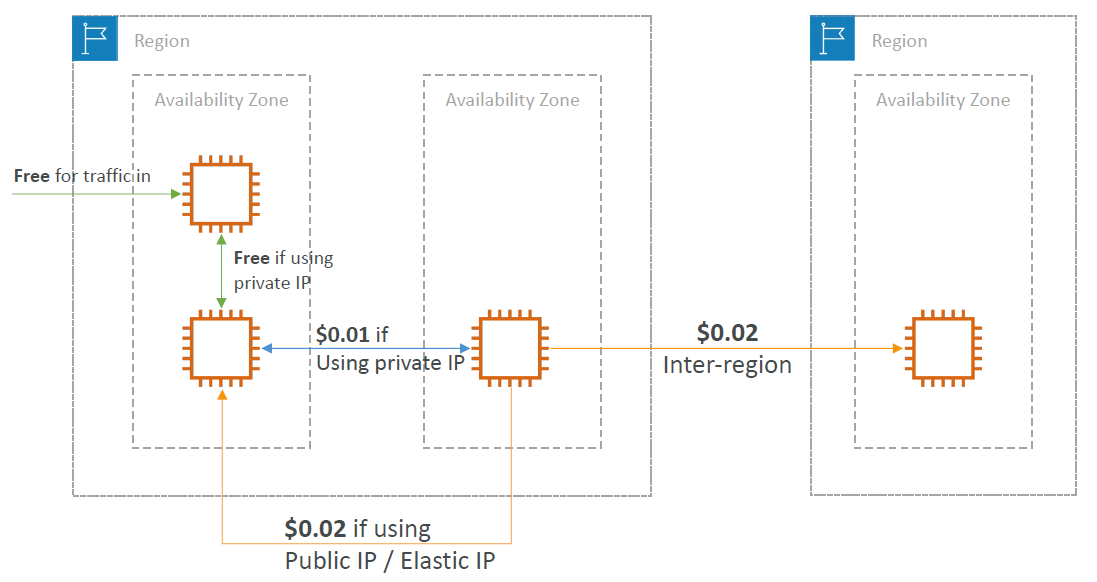 Region
Region
Availability Zone
Availability Zone
Availability Zone
Free for traffic in
Free if using
private IP
$0.01 if
Using private IP
$0.02
Inter-region
$0.02 if using
Public IP / Elastic IP